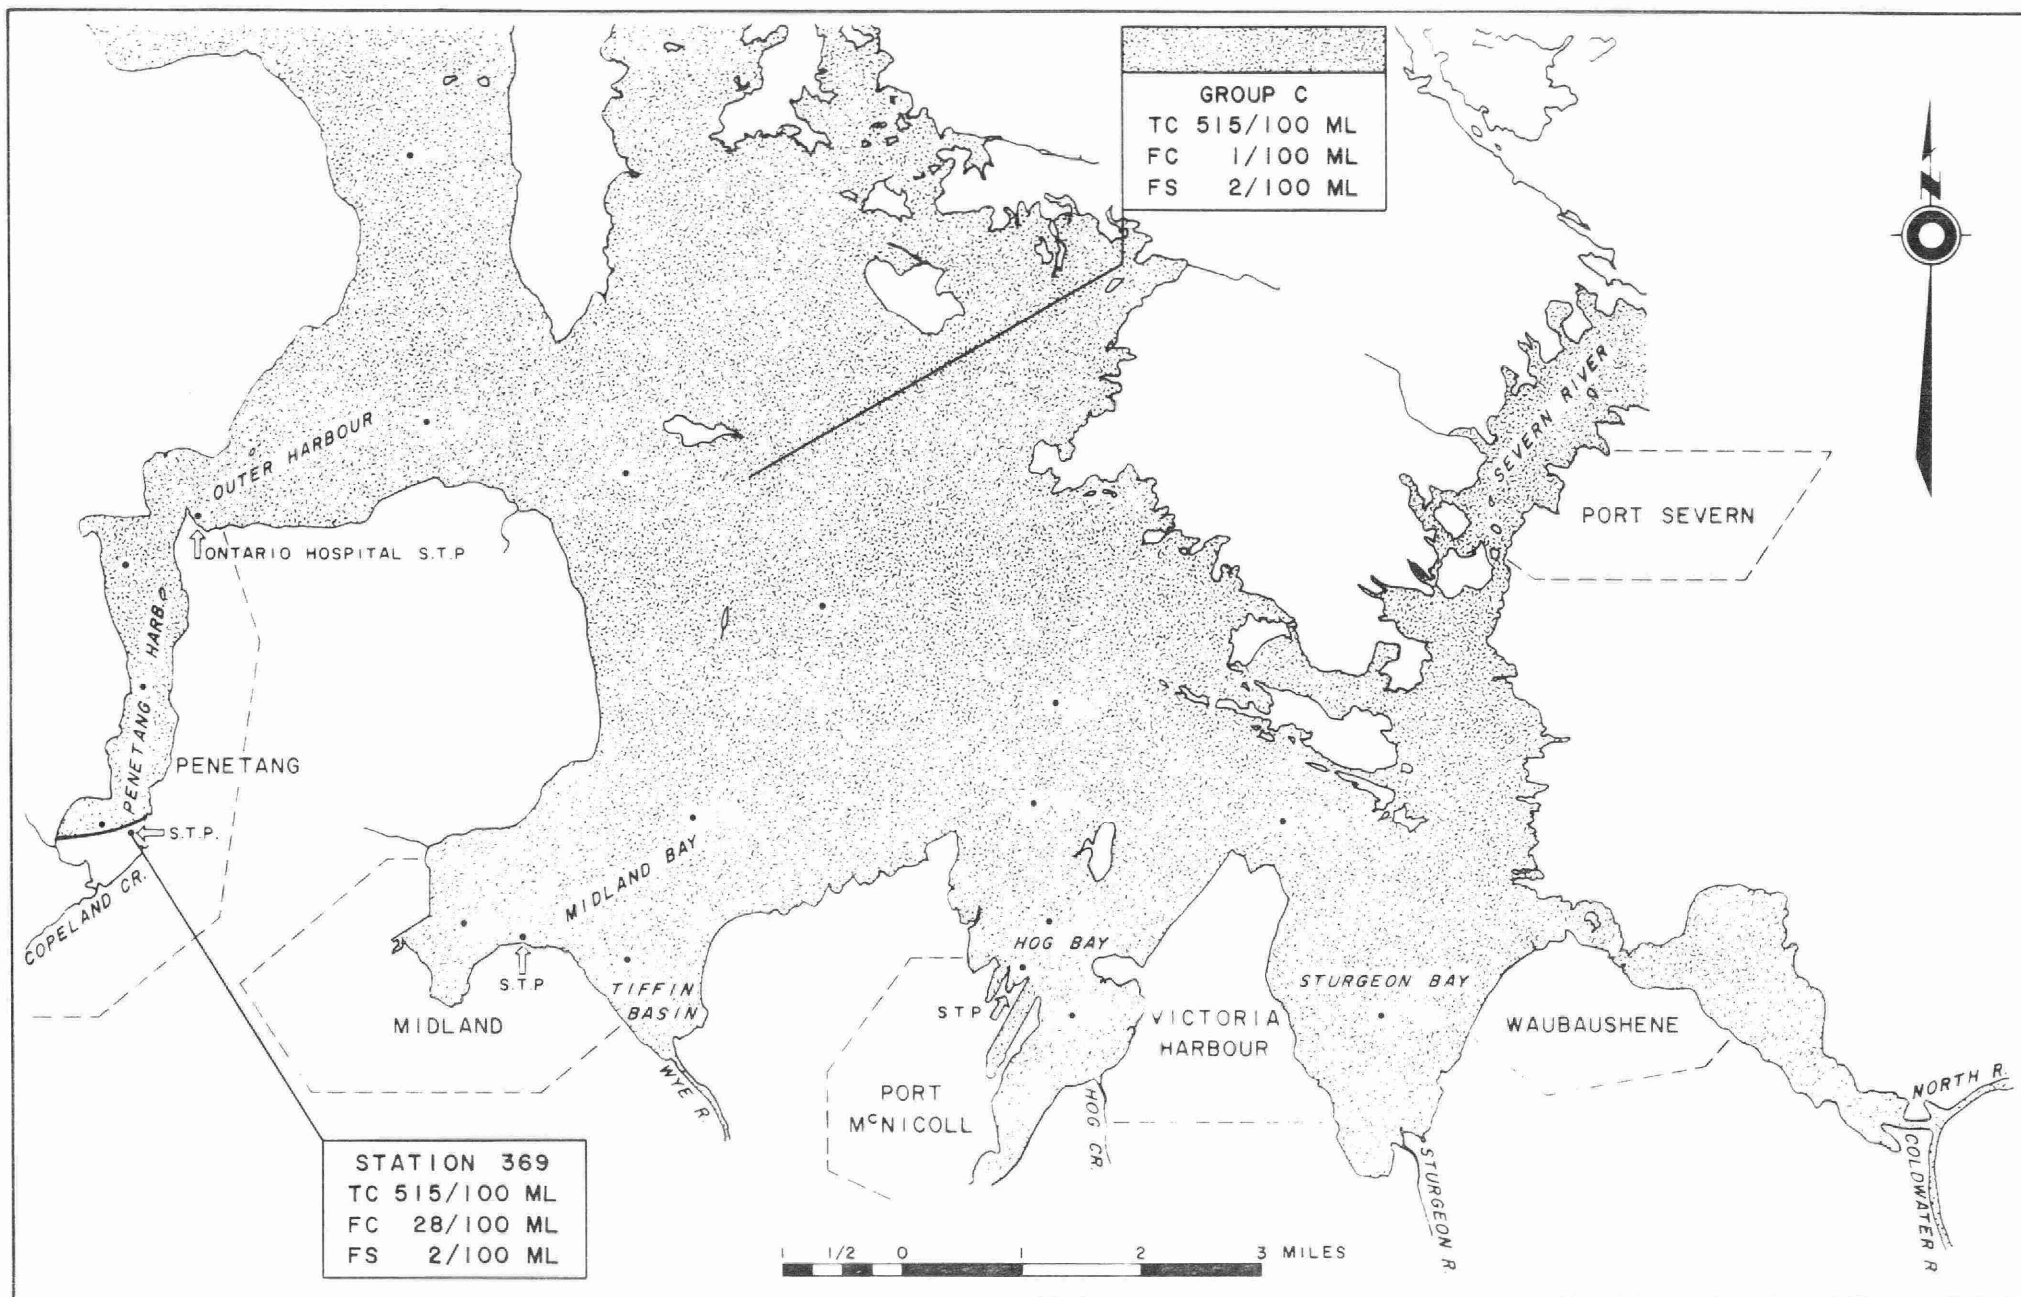 GROUP C
TC 515/100 ML
FC 1/100 ML
FS 2/100 ML
N
OUTER HARBOUR
SEVERN RIVER
PORT SEVERN
ONTARIO HOSPITAL S.T.P
PENETANG HARB.
PENETANG
S.T.P.
COPELAND CR.
MIDLAND BAY
S.T.P
TIFFIN
BASIN
MIDLAND
WYE R.
HOG BAY
S T P
PORT
McNICOLL
HOG CR.
VICTORIA
HARBOUR
STURGEON BAY
STURGEON R.
WAUBAUSHENE
NORTH R.
COLDWATER R
STATION 369
TC 515/100 ML
FC 28/100 ML
FS 2/100 ML
1 1/2 0 1 2 3 MILES